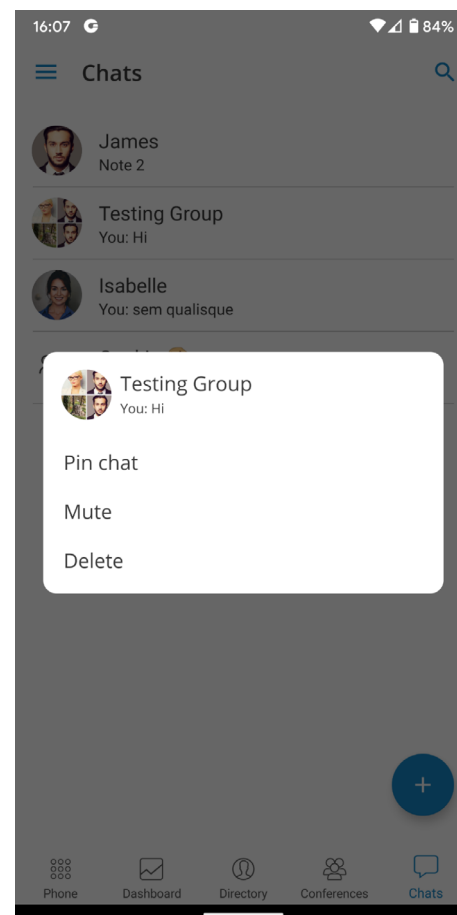 16:07 G 84%
Chats
James
Note 2
Testing Group
You: Hi
Isabelle
You: sem qualisque
Testing Group
You: Hi
Pin chat
Mute
Delete
+
Phone Dashboard Directory Conferences Chats